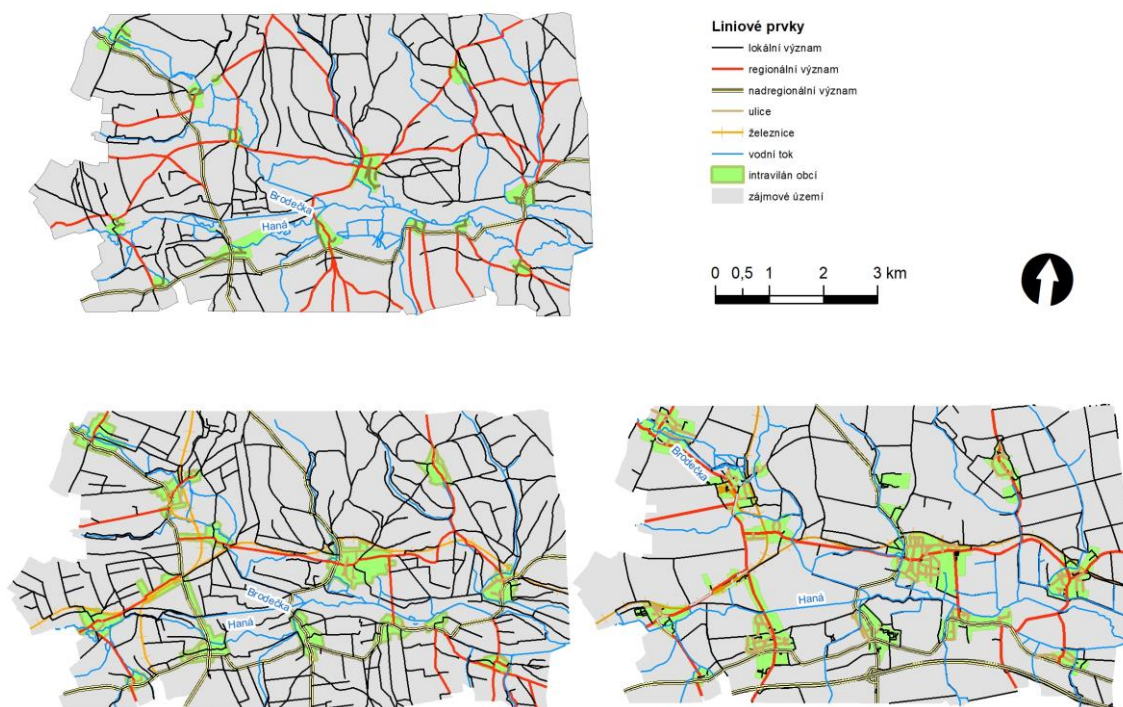 Liniové prvky
lokální význam
regionální význam
nadregionální význam
ulice
železnice
vodní tok
intravilán obcí
zájmové území
0 0,5 1 2 3 km
Brodečka
Haná
Brodečka
Haná
Brodečka
Haná